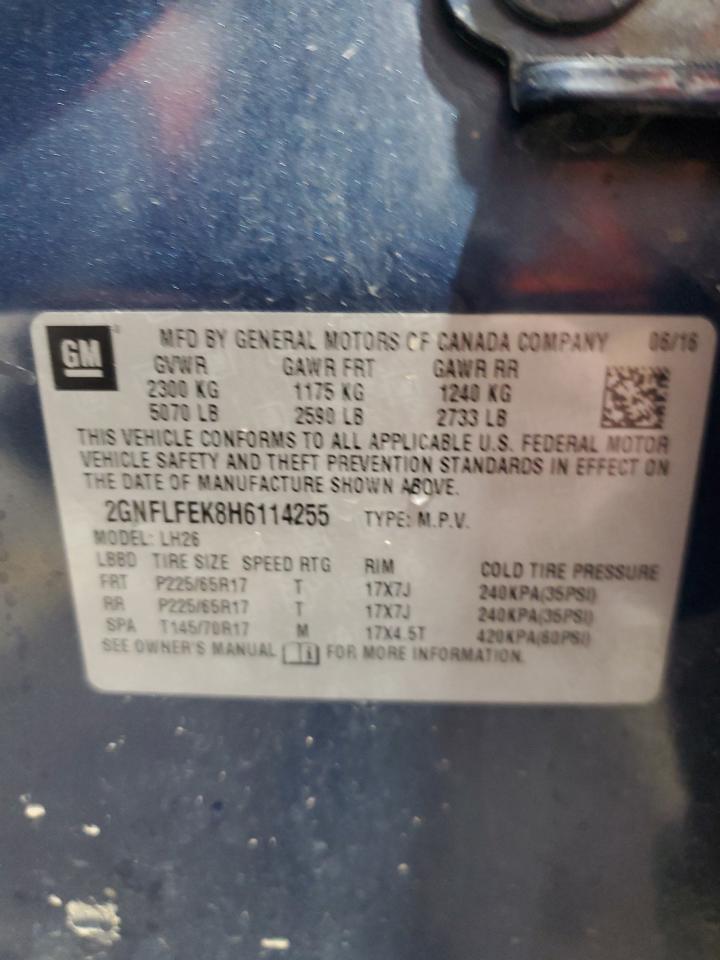 GM
MFD BY GENERAL MOTORS OF CANADA COMPANY 06/16
GVWR GAWR FRT GAWR RR
2300 KG 1175 KG 1240 KG
5070 LB 2590 LB 2733 LB
THIS VEHICLE CONFORMS TO ALL APPLICABLE U.S. FEDERAL MOTOR
VEHICLE SAFETY AND THEFT PREVENTION STANDARDS IN EFFECT ON
THE DATE OF MANUFACTURE SHOWN ABOVE.
2GNFLFEK8H6114255 TYPE: M.P.V.
MODEL: LH26
LBBD TIRE SIZE SPEED RTG RIM COLD TIRE PRESSURE
FRT P225/65R17 T 17X7J 240KPA(35PSI)
RR P225/65R17 T 17X7J 240KPA(35PSI)
SPA T145/70R17 M 17X4.5T 420KPA(60PSI)
SEE OWNER'S MANUAL FOR MORE INFORMATION.